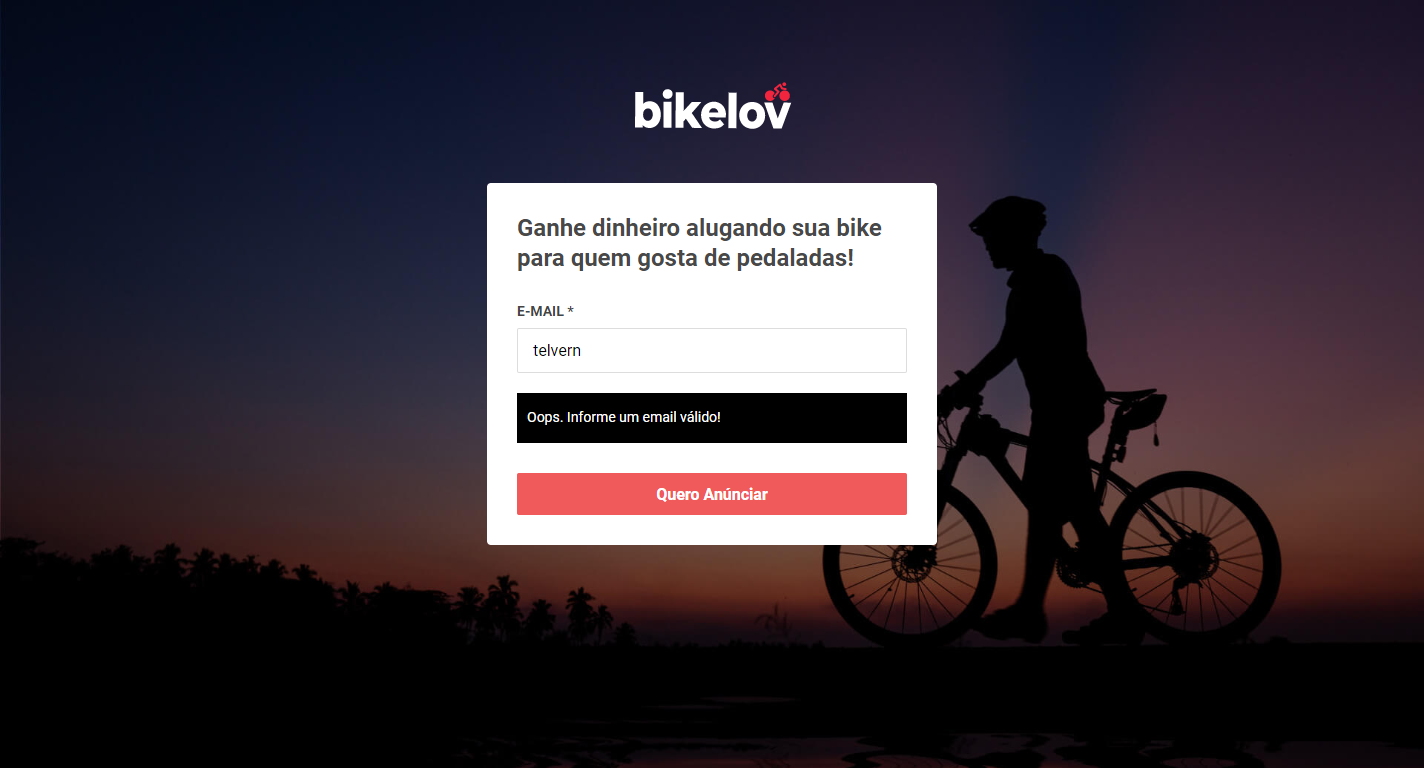 bikelov
Ganhe dinheiro alugando sua bike
para quem gosta de pedaladas!
E-MAIL *
telvern
Oops. Informe um email válido!
Quero Anúnciar